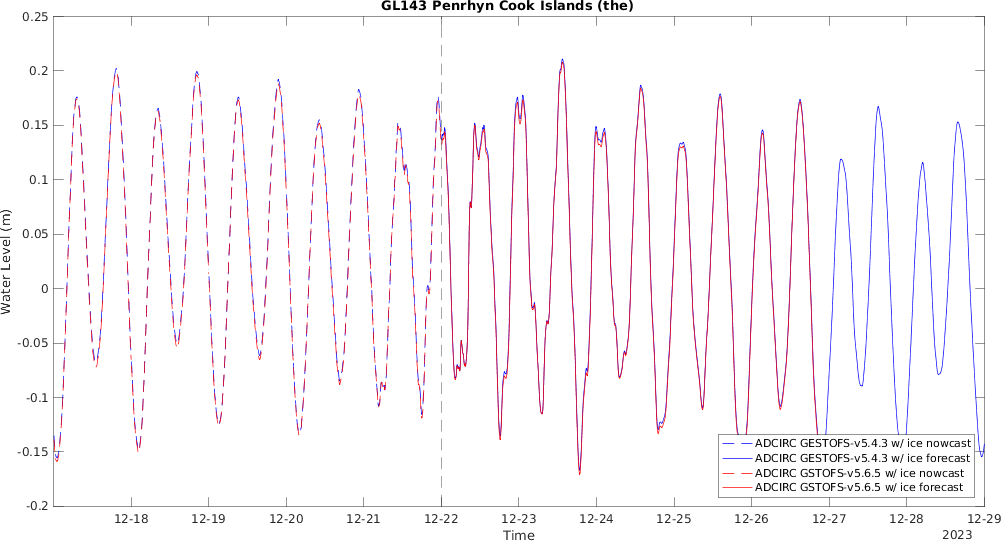 GL143 Penrhyn Cook Islands (the)
0.25
0.2
0.15
0.1
0.05
0
-0.05
-0.1
-0.15
-0.2
Water Level (m)
ADCIRC GESTOFS-v5.4.3 w/ ice nowcast
ADCIRC GESTOFS-v5.4.3 w/ ice forecast
ADCIRC GSTOFS-v5.6.5 w/ ice nowcast
ADCIRC GSTOFS-v5.6.5 w/ ice forecast
12-18 12-19 12-20 12-21 12-22 12-23 12-24 12-25 12-26 12-27 12-28 12-29
Time
2023